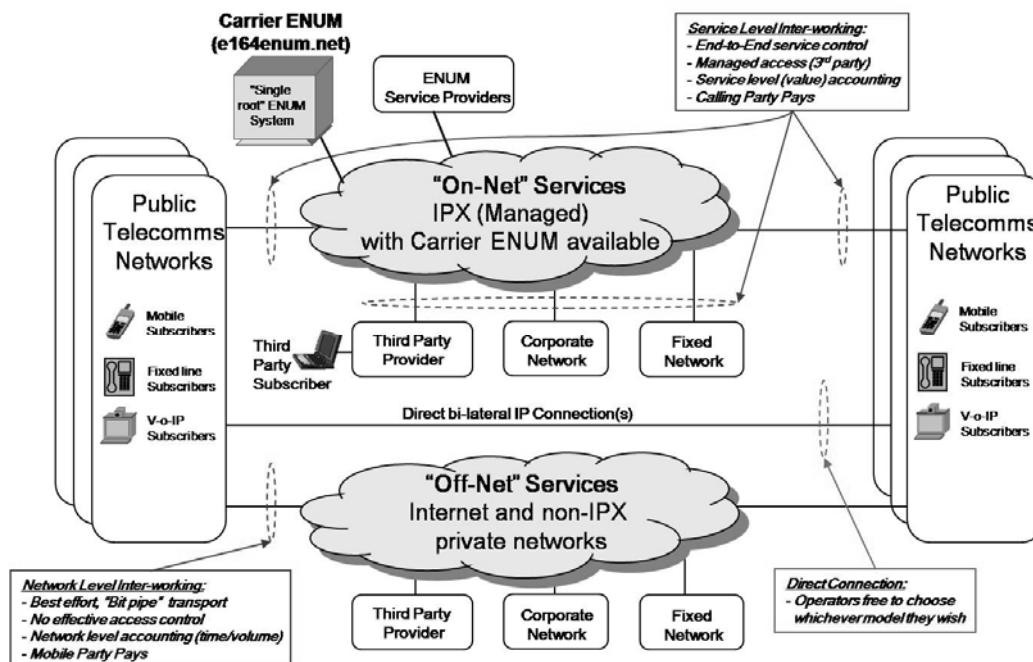 Carrier ENUM
(e164enum.net)
"Single
root" ENUM
System
ENUM
Service Providers
Service Level Inter-working:
- End-to-End service control
- Managed access (3rd party)
- Service level (value) accounting
- Calling Party Pays
Public
Telecomms
Networks
Mobile
Subscribers
Fixed line
Subscribers
V-o-IP
Subscribers
"On-Net" Services
IPX (Managed)
with Carrier ENUM available
Public
Telecomms
Networks
Mobile
Subscribers
Fixed line
Subscribers
V-o-IP
Subscribers
Third
Party
Subscriber
Third Party
Provider
Corporate
Network
Fixed
Network
Direct bi-lateral IP Connection(s)
"Off-Net" Services
Internet and non-IPX
private networks
Network Level Inter-working:
- Best effort, "Bit pipe" transport
- No effective access control
- Network level accounting (time/volume)
- Mobile Party Pays
Third Party
Provider
Corporate
Network
Fixed
Network
Direct Connection:
- Operators free to choose
whichever model they wish